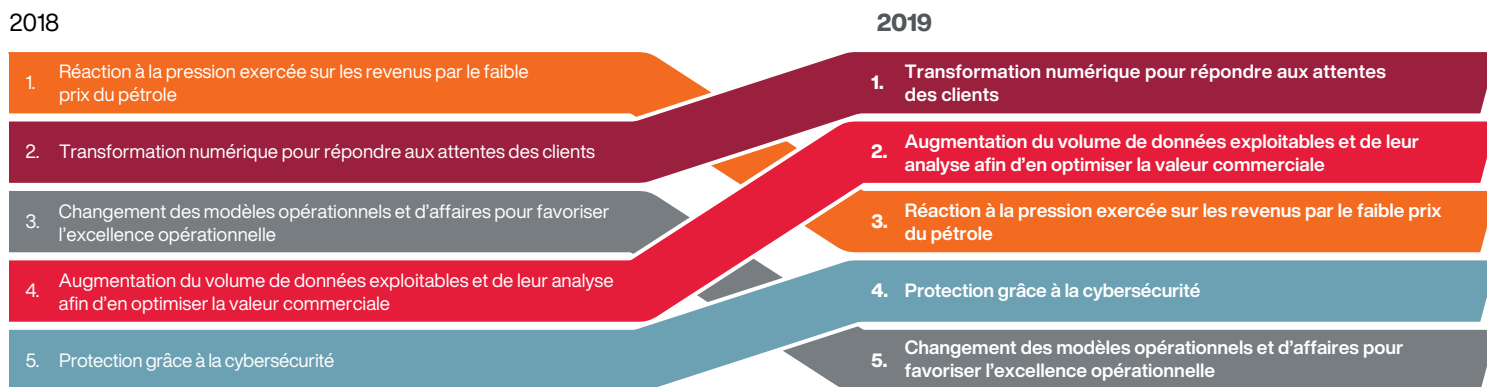 2018
1. Réaction à la pression exercée sur les revenus par le faible
prix du pétrole
2. Transformation numérique pour répondre aux attentes des clients
3. Changement des modèles opérationnels et d'affaires pour favoriser
l'excellence opérationnelle
4. Augmentation du volume de données exploitables et de leur analyse
afin d'en optimiser la valeur commerciale
5. Protection grâce à la cybersécurité
2019
1. Transformation numérique pour répondre aux attentes
des clients
2. Augmentation du volume de données exploitables et de leur
analyse afin d'en optimiser la valeur commerciale
3. Réaction à la pression exercée sur les revenus par le faible prix
du pétrole
4. Protection grâce à la cybersécurité
5. Changement des modèles opérationnels et d'affaires pour
favoriser l'excellence opérationnelle